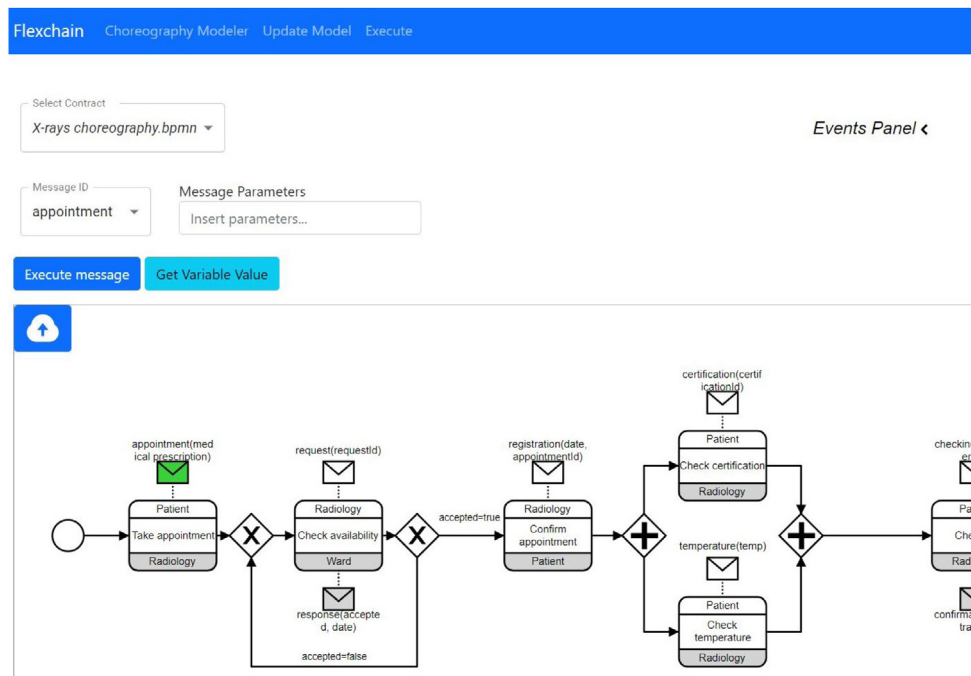 Flexchain Choreography Modeler Update Model Execute
Select Contract
X-rays choreography.bpmn
Events Panel
Message ID
appointment
Message Parameters
Insert parameters...
Execute message
Get Variable Value
appointment(med
ical prescription)
Patient
Take appointment
Radiology
request(requestId)
Radiology
Check availability
Ward
response(accepte
d, date)
accepted=false
accepted=true
registration(date,
appointmentId)
Radiology
Confirm
appointment
Patient
certification(certif
icationId)
Patient
Check certification
Radiology
temperature(temp)
Patient
Check
temperature
Radiology